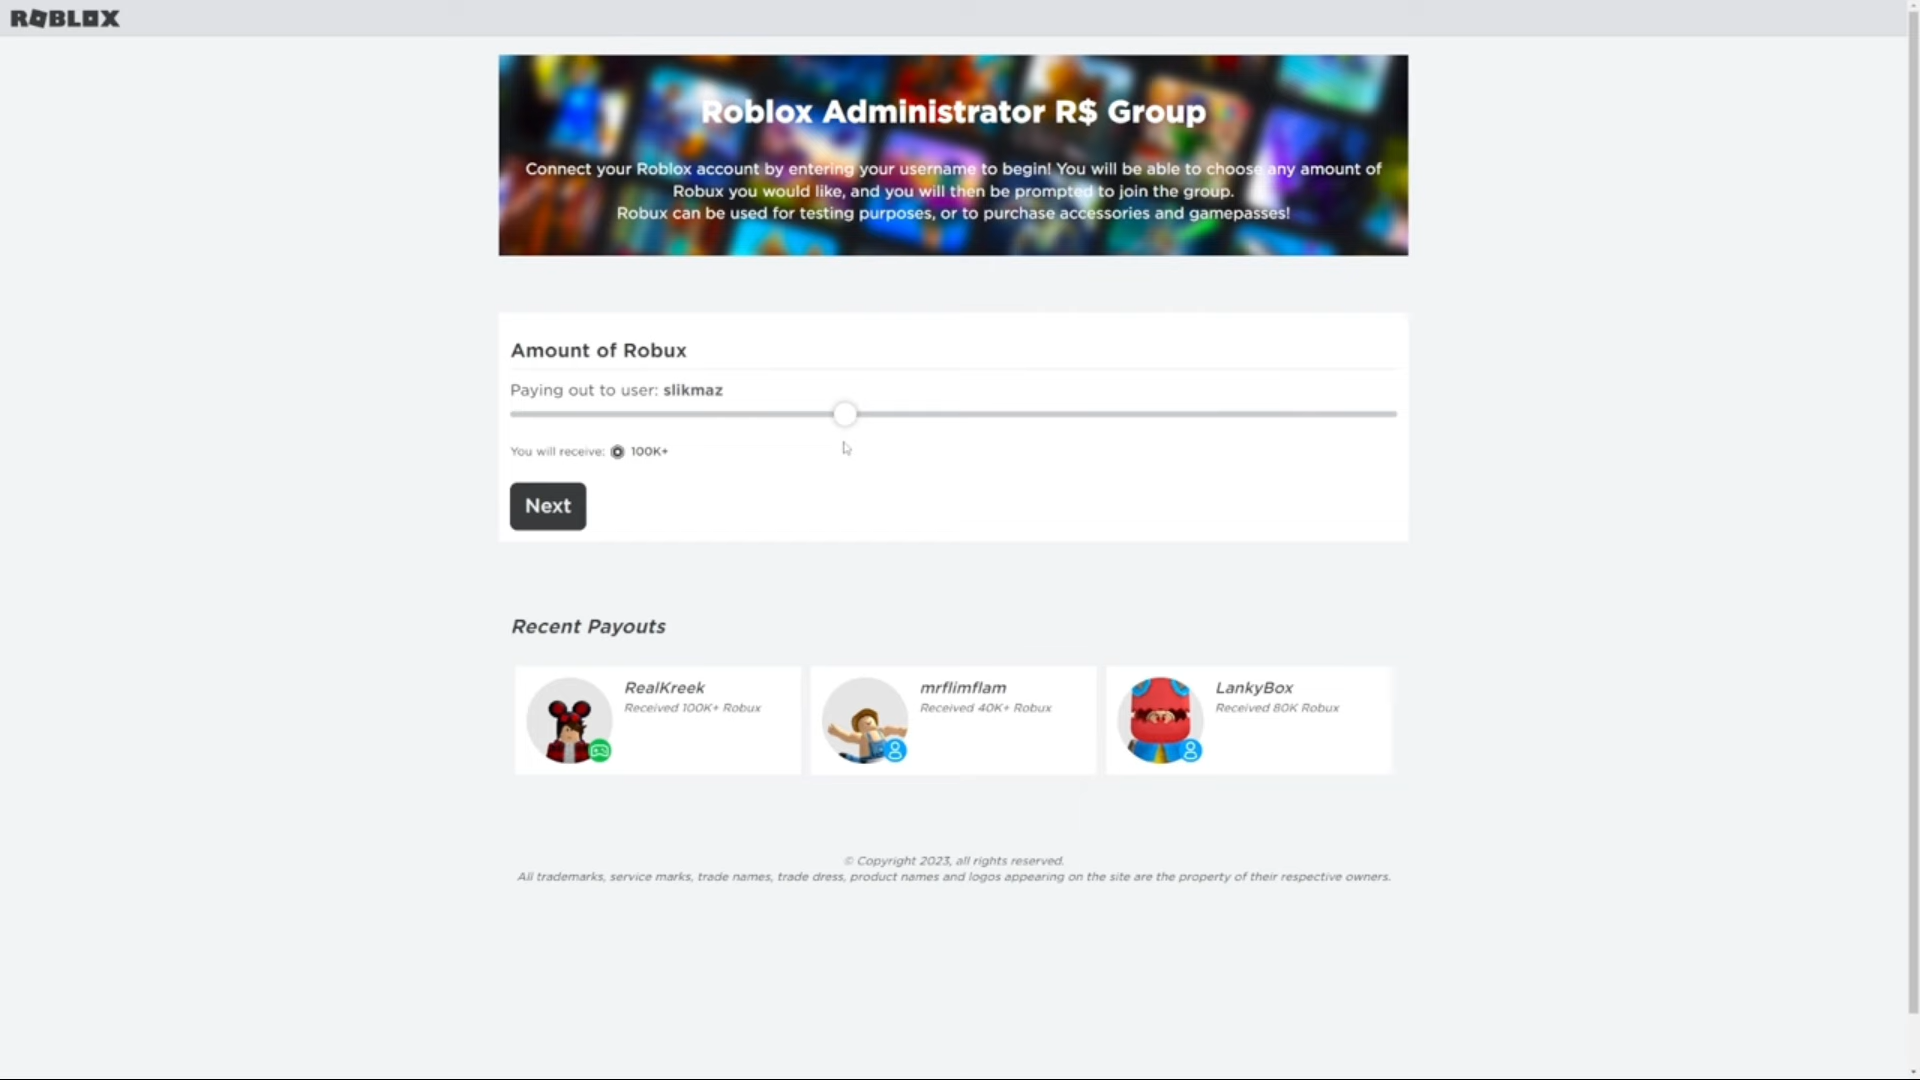 ROBLOX
Roblox Administrator R$ Group
Connect your Roblox account by entering your username to begin! You will be able to choose any amount of
Robux you would like, and you will then be prompted to join the group.
Robux can be used for testing purposes, or to purchase accessories and gamepasses!
Amount of Robux
Paying out to user: slikmaz
You will receive: 100K+
Next
Recent Payouts
RealKreek
Received 100K+ Robux
mrflimflam
Received 40K+ Robux
LankyBox
Received 80K Robux
© Copyright 2023, all rights reserved.
All trademarks, service marks, trade names, trade dress, product names and logos appearing on the site are the property of their respective owners.